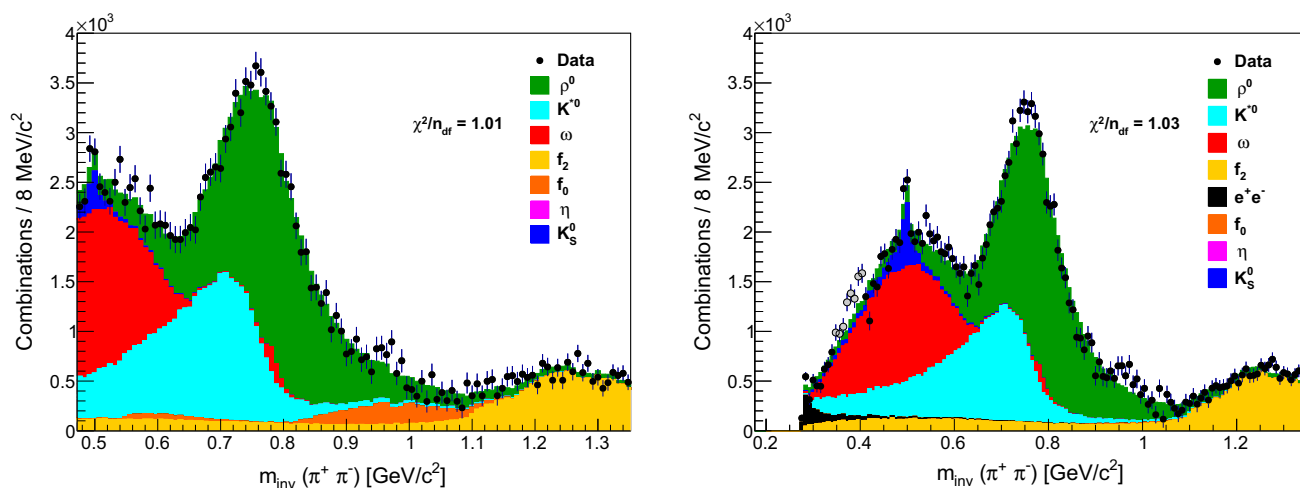 ×10³
4
3.5
3
2.5
2
1.5
1
0.5
0
Combinations / 8 MeV/c²
0.5 0.6 0.7 0.8 0.9 1 1.1 1.2 1.3
m_inv (π⁺ π⁻) [GeV/c²]
χ²/n_df = 1.01
Data
ρ⁰
K*⁰
ω
f₂
f₀
η
K⁰_S
×10³
4
3.5
3
2.5
2
1.5
1
0.5
0
Combinations / 8 MeV/c²
0.2 0.4 0.6 0.8 1 1.2
m_inv (π⁺ π⁻) [GeV/c²]
χ²/n_df = 1.03
Data
ρ⁰
K*⁰
ω
f₂
e⁺e⁻
f₀
η
K⁰_S